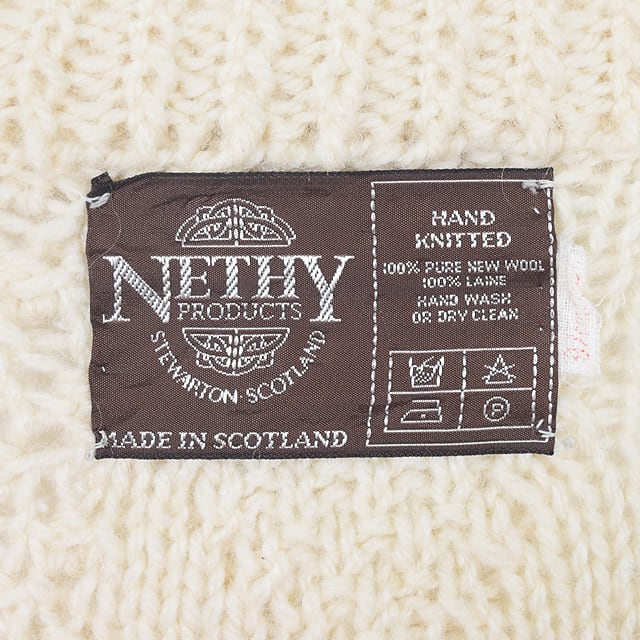 NETHY
PRODUCTS
STEWARTON·SCOTLAND
MADE IN SCOTLAND
HAND
KNITTED
100% PURE NEW WOOL
100% LAINE
HAND WASH
OR DRY CLEAN
P